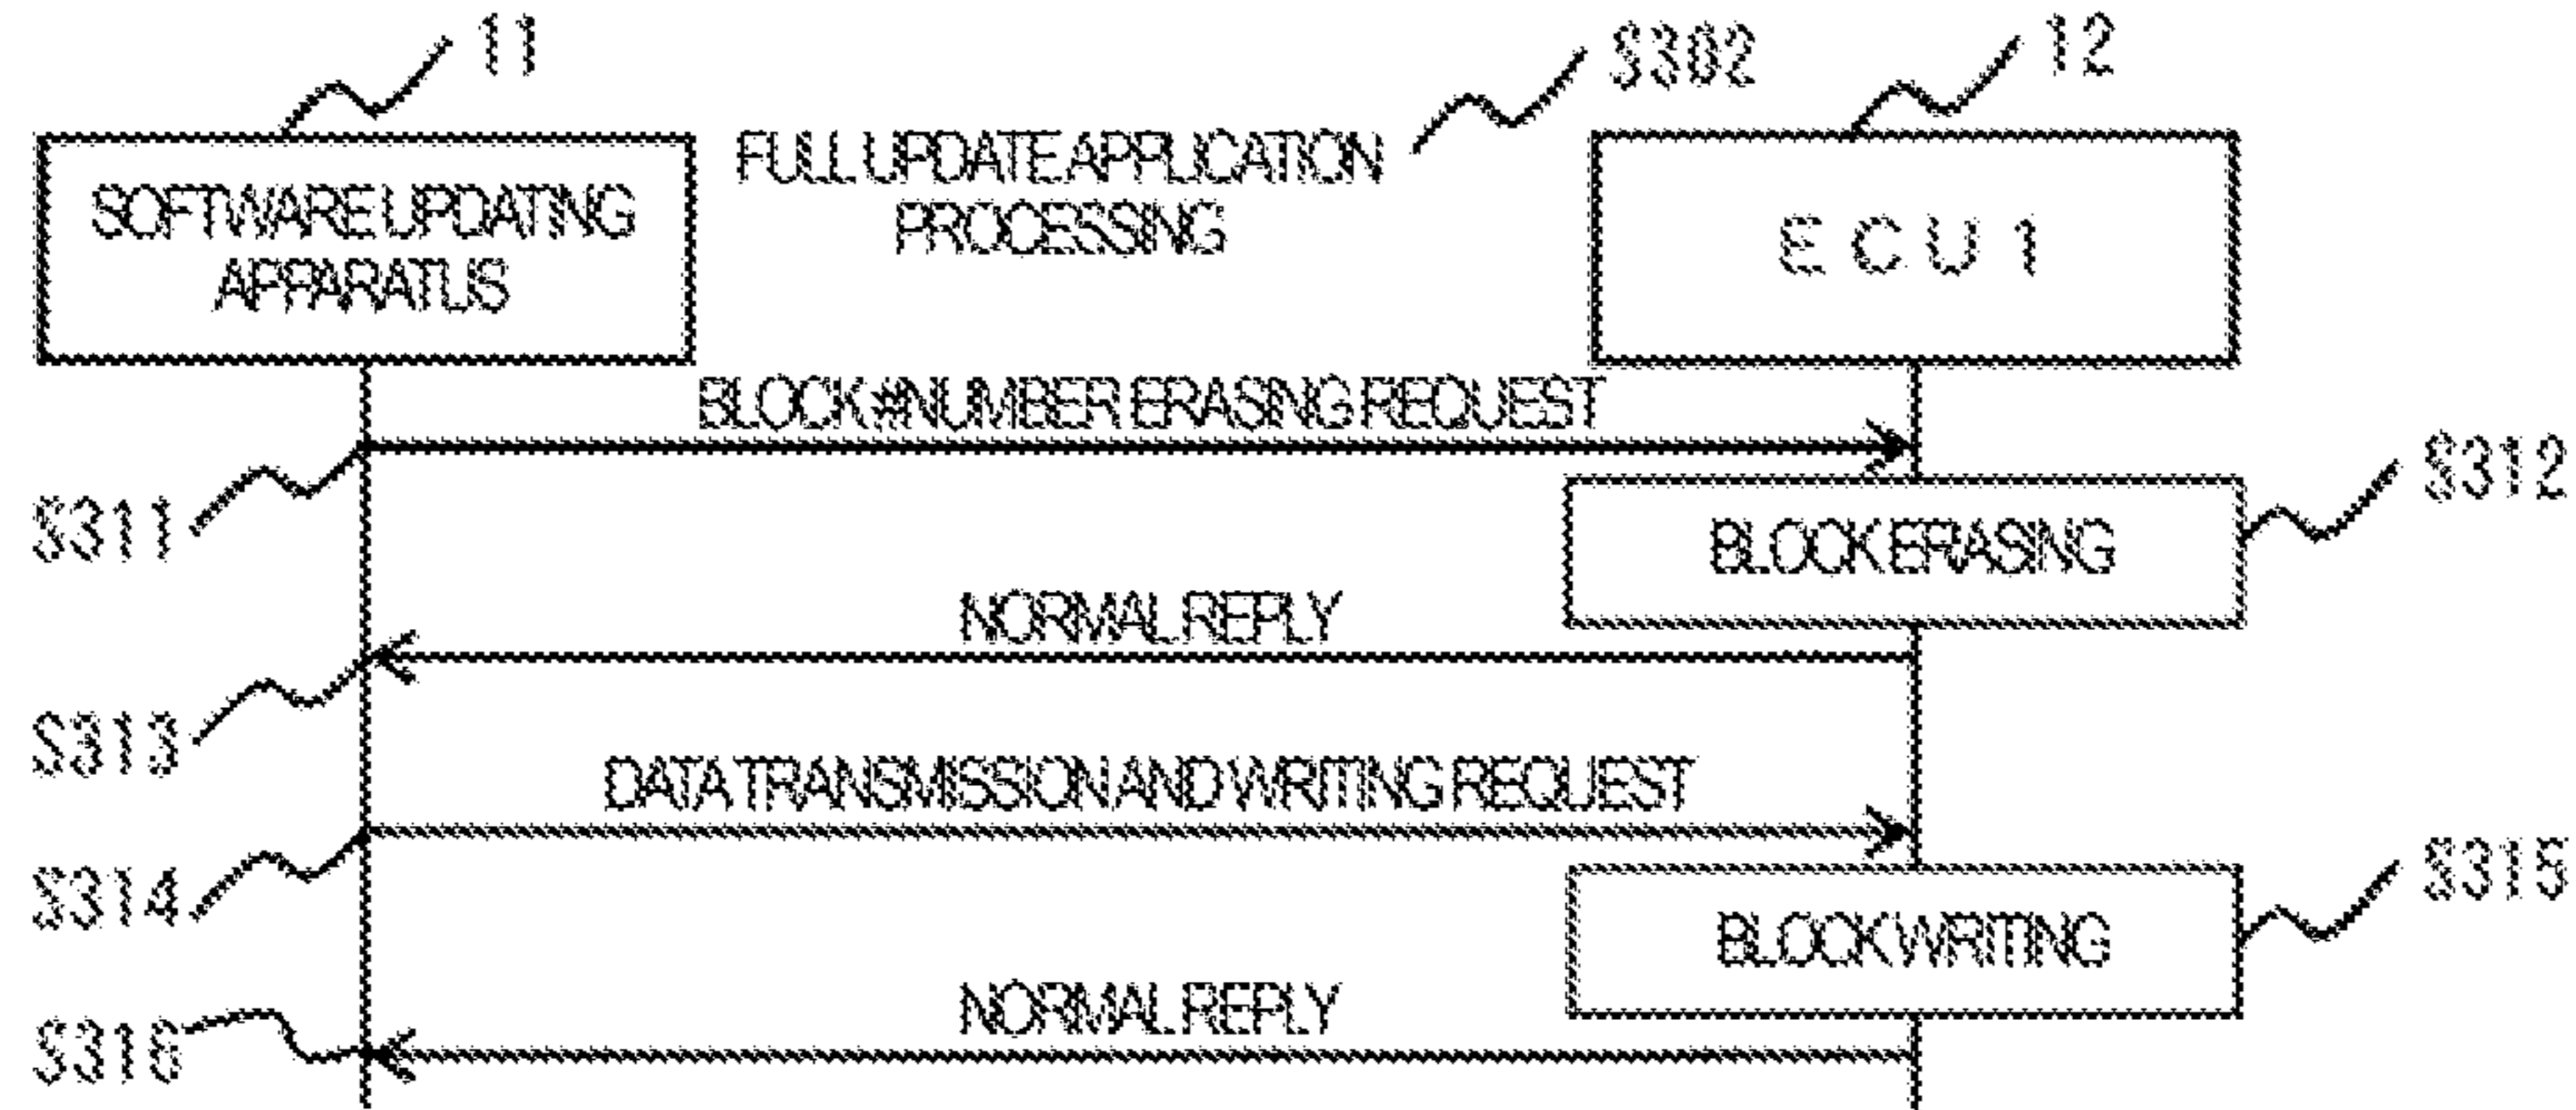 11
S302
12
SOFTWARE UPDATING
APPARATUS
FULL UPDATE APPLICATION
PROCESSING
ECU1
BLOCK #NUMBER ERASING REQUEST
S311
S312
BLOCK ERASING
NORMAL REPLY
S313
DATA TRANSMISSION AND WRITING REQUEST
S314
S315
BLOCK WRITING
NORMAL REPLY
S316